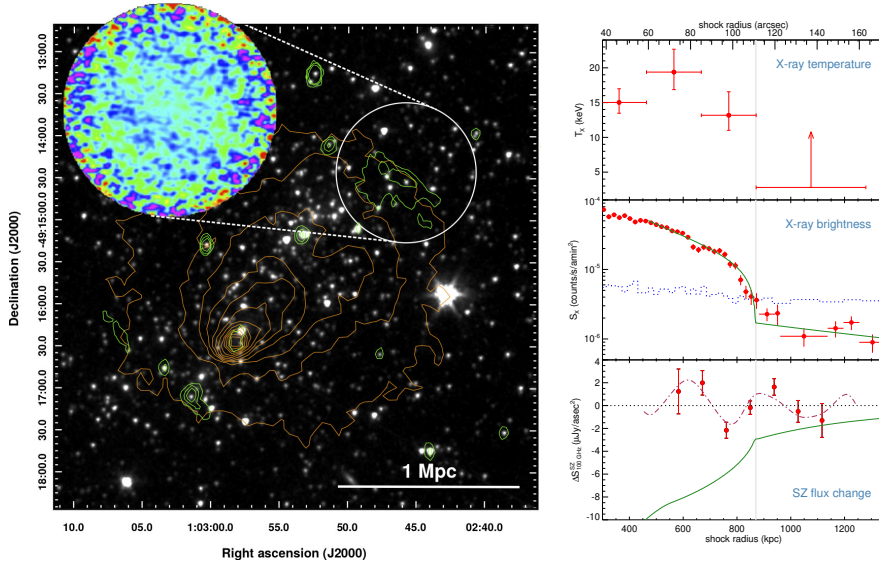 13:00.0
30.0
14:00.0
30.0
-49:15:00.0
30.0
16:00.0
30.0
17:00.0
30.0
18:00.0
Declination (J2000)
1 Mpc
10.0 05.0 1:03:00.0 55.0 50.0 45.0 02:40.0
Right ascension (J2000)
shock radius (arcsec)
40 60 80 100 120 140 160
X-ray temperature
20
15
10
5
T_X (keV)
X-ray brightness
10^-4
10^-5
10^-6
S_X (counts/s/amin²)
4
2
0
-2
-4
-6
-8
-10
ΔS^SZ_100 GHz (μJy/asec²)
SZ flux change
400 600 800 1000 1200
shock radius (kpc)